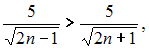 5/√(2n−1) > 5/√(2n+1),